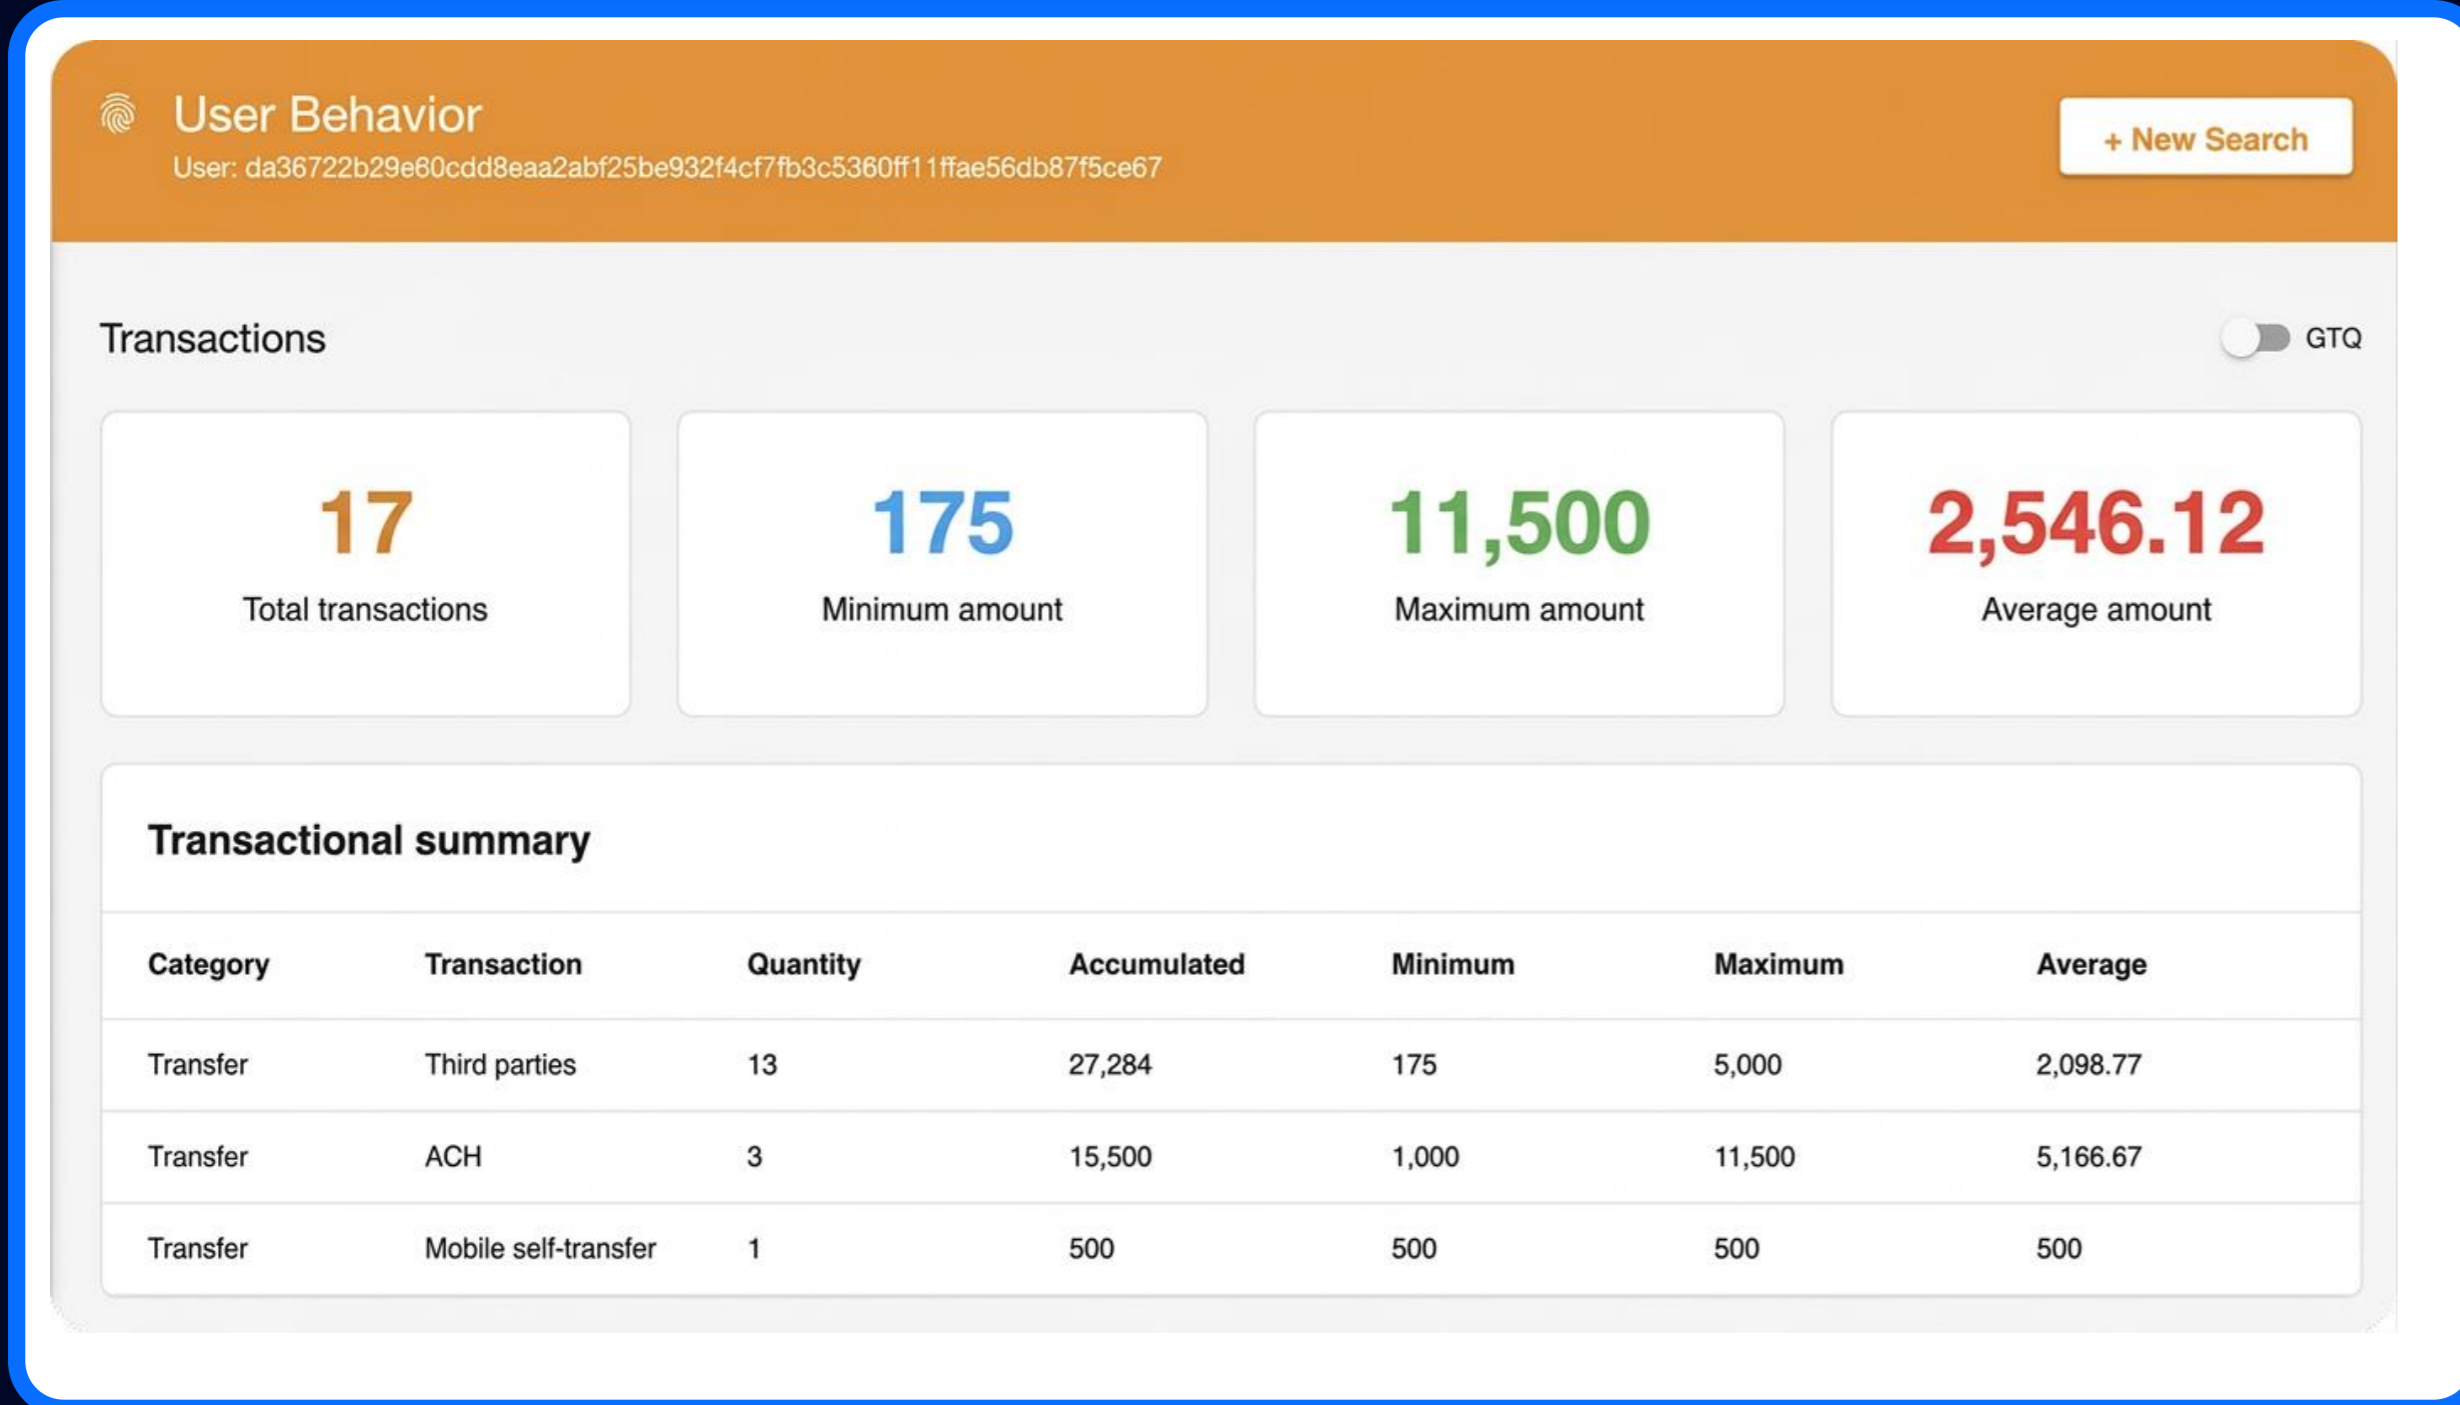 User Behavior
User: da36722b29e60cdd8eaa2abf25be932f4cf7fb3c5360ff11ffae56db87f5ce67
+ New Search
Transactions
GTQ
17
Total transactions
175
Minimum amount
11,500
Maximum amount
2,546.12
Average amount
Transactional summary
Category Transaction Quantity Accumulated Minimum Maximum Average
Transfer Third parties 13 27,284 175 5,000 2,098.77
Transfer ACH 3 15,500 1,000 11,500 5,166.67
Transfer Mobile self-transfer 1 500 500 500 500